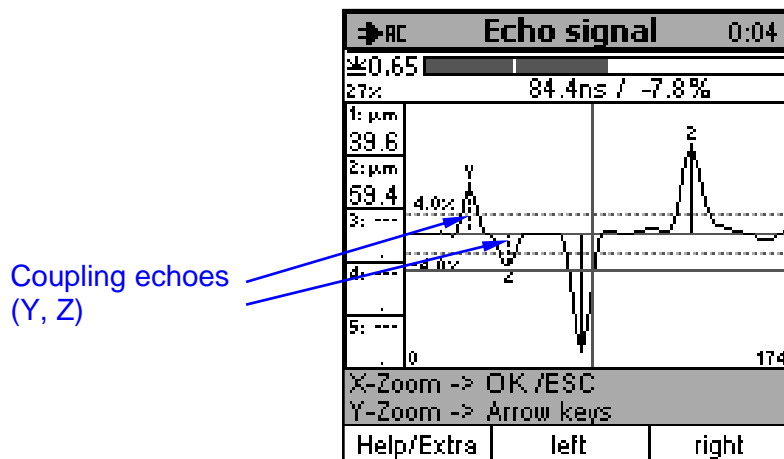 AC Echo signal 0:04
0.65
27% 84.4ns / -7.8%
1: µm
39.6
2: µm
59.4
3: ---
.
4: ---
.
5: ---
.
4.0%
Y
Z
2
0 174
Coupling echoes
(Y, Z)
X-Zoom -> OK/ESC
Y-Zoom -> Arrow keys
Help/Extra left right